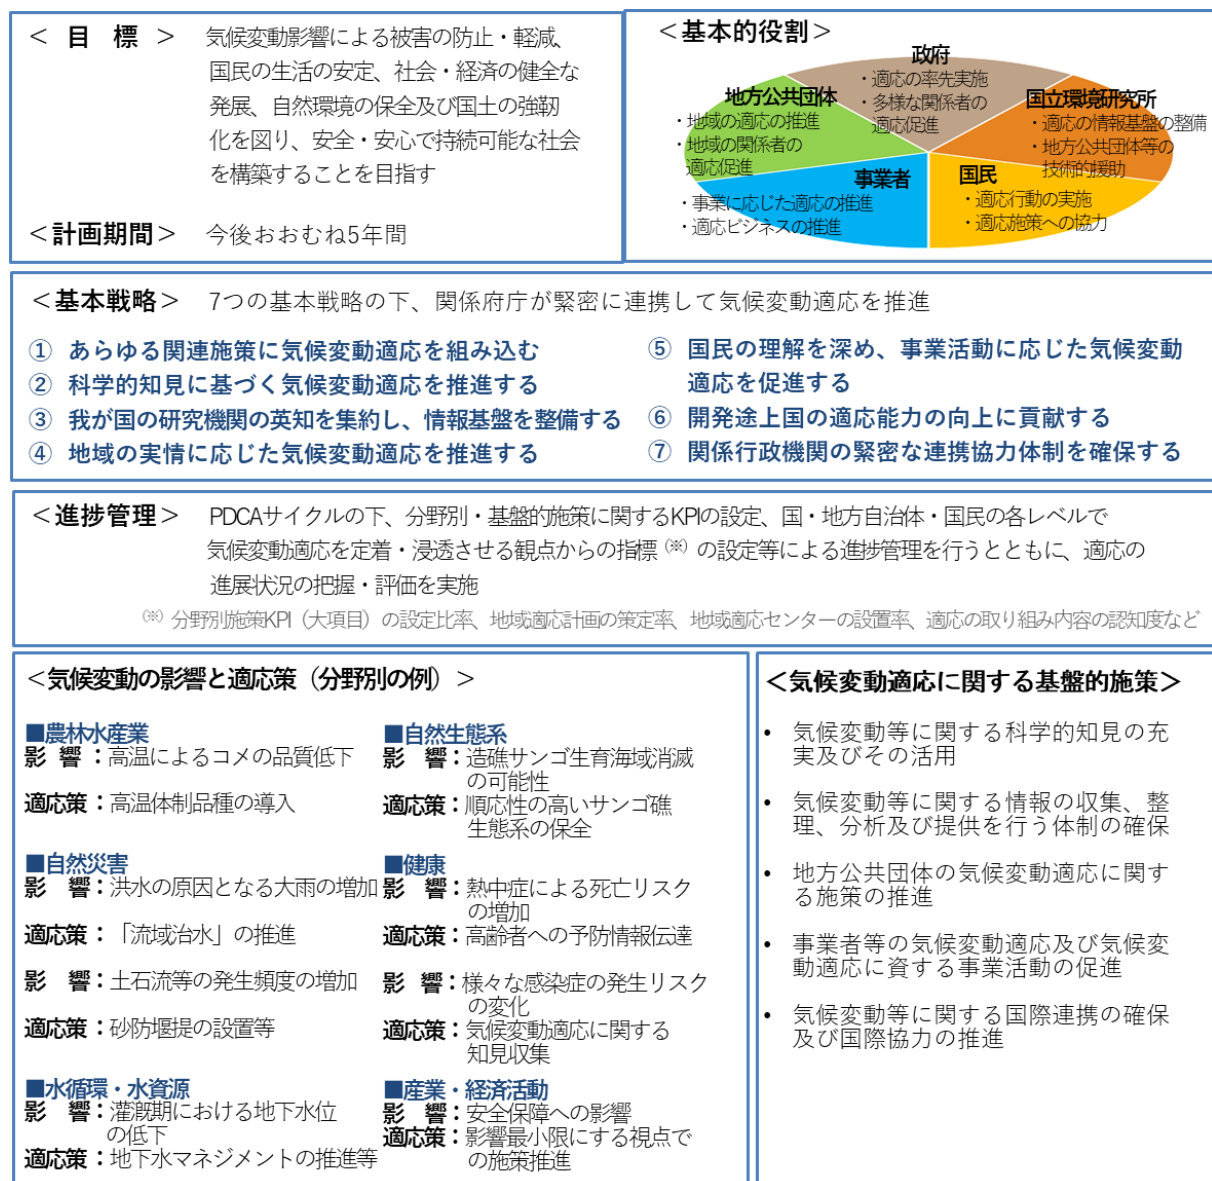 ＜ 目 標 ＞ 気候変動影響による被害の防止・軽減、
国民の生活の安定、社会・経済の健全な
発展、自然環境の保全及び国土の強靭
化を図り、安全・安心で持続可能な社会
を構築することを目指す
＜計画期間＞ 今後おおむね5年間
＜基本的役割＞
政府
・適応の率先実施
・多様な関係者の
適応促進
地方公共団体
・地域の適応の推進
・地域の関係者の
適応促進
国立環境研究所
・適応の情報基盤の整備
・地方公共団体等の
技術的援助
事業者
・事業に応じた適応の推進
・適応ビジネスの推進
国民
・適応行動の実施
・適応施策への協力
＜基本戦略＞ 7つの基本戦略の下、関係府庁が緊密に連携して気候変動適応を推進
① あらゆる関連施策に気候変動適応を組み込む
② 科学的知見に基づく気候変動適応を推進する
③ 我が国の研究機関の英知を集約し、情報基盤を整備する
④ 地域の実情に応じた気候変動適応を推進する
⑤ 国民の理解を深め、事業活動に応じた気候変動
適応を促進する
⑥ 開発途上国の適応能力の向上に貢献する
⑦ 関係行政機関の緊密な連携協力体制を確保する
＜進捗管理＞ PDCAサイクルの下、分野別・基盤的施策に関するKPIの設定、国・地方自治体・国民の各レベルで
気候変動適応を定着・浸透させる観点からの指標（※）の設定等による進捗管理を行うとともに、適応の
進展状況の把握・評価を実施
（※）分野別施策KPI（大項目）の設定比率、地域適応計画の策定率、地域適応センターの設置率、適応の取り組み内容の認知度など
＜気候変動の影響と適応策（分野別の例）＞
■農林水産業
影 響：高温によるコメの品質低下
適応策：高温体制品種の導入
■自然災害
影 響：洪水の原因となる大雨の増加
適応策：「流域治水」の推進
影 響：土石流等の発生頻度の増加
適応策：砂防堰提の設置等
■水循環・水資源
影 響：灌漑期における地下水位
の低下
適応策：地下水マネジメントの推進等
■自然生態系
影 響：造礁サンゴ生育海域消滅
の可能性
適応策：順応性の高いサンゴ礁
生態系の保全
■健康
影 響：熱中症による死亡リスク
の増加
適応策：高齢者への予防情報伝達
影 響：様々な感染症の発生リスク
の変化
適応策：気候変動適応に関する
知見収集
■産業・経済活動
影 響：安全保障への影響
適応策：影響最小限にする視点で
の施策推進
＜気候変動適応に関する基盤的施策＞
• 気候変動等に関する科学的知見の充
実及びその活用
• 気候変動等に関する情報の収集、整
理、分析及び提供を行う体制の確保
• 地方公共団体の気候変動適応に関す
る施策の推進
• 事業者等の気候変動適応及び気候変
動適応に資する事業活動の促進
• 気候変動等に関する国際連携の確保
及び国際協力の推進